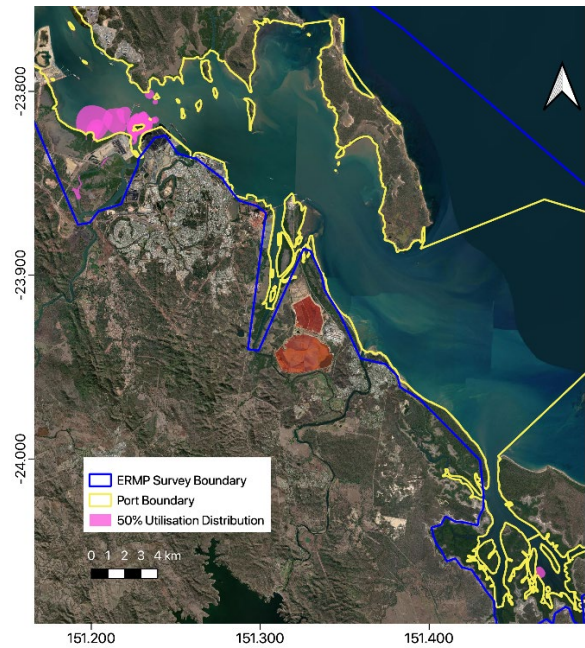 -23.800
-23.900
-24.000
ERMP Survey Boundary
Port Boundary
50% Utilisation Distribution
0 1 2 3 4 km
151.200 151.300 151.400